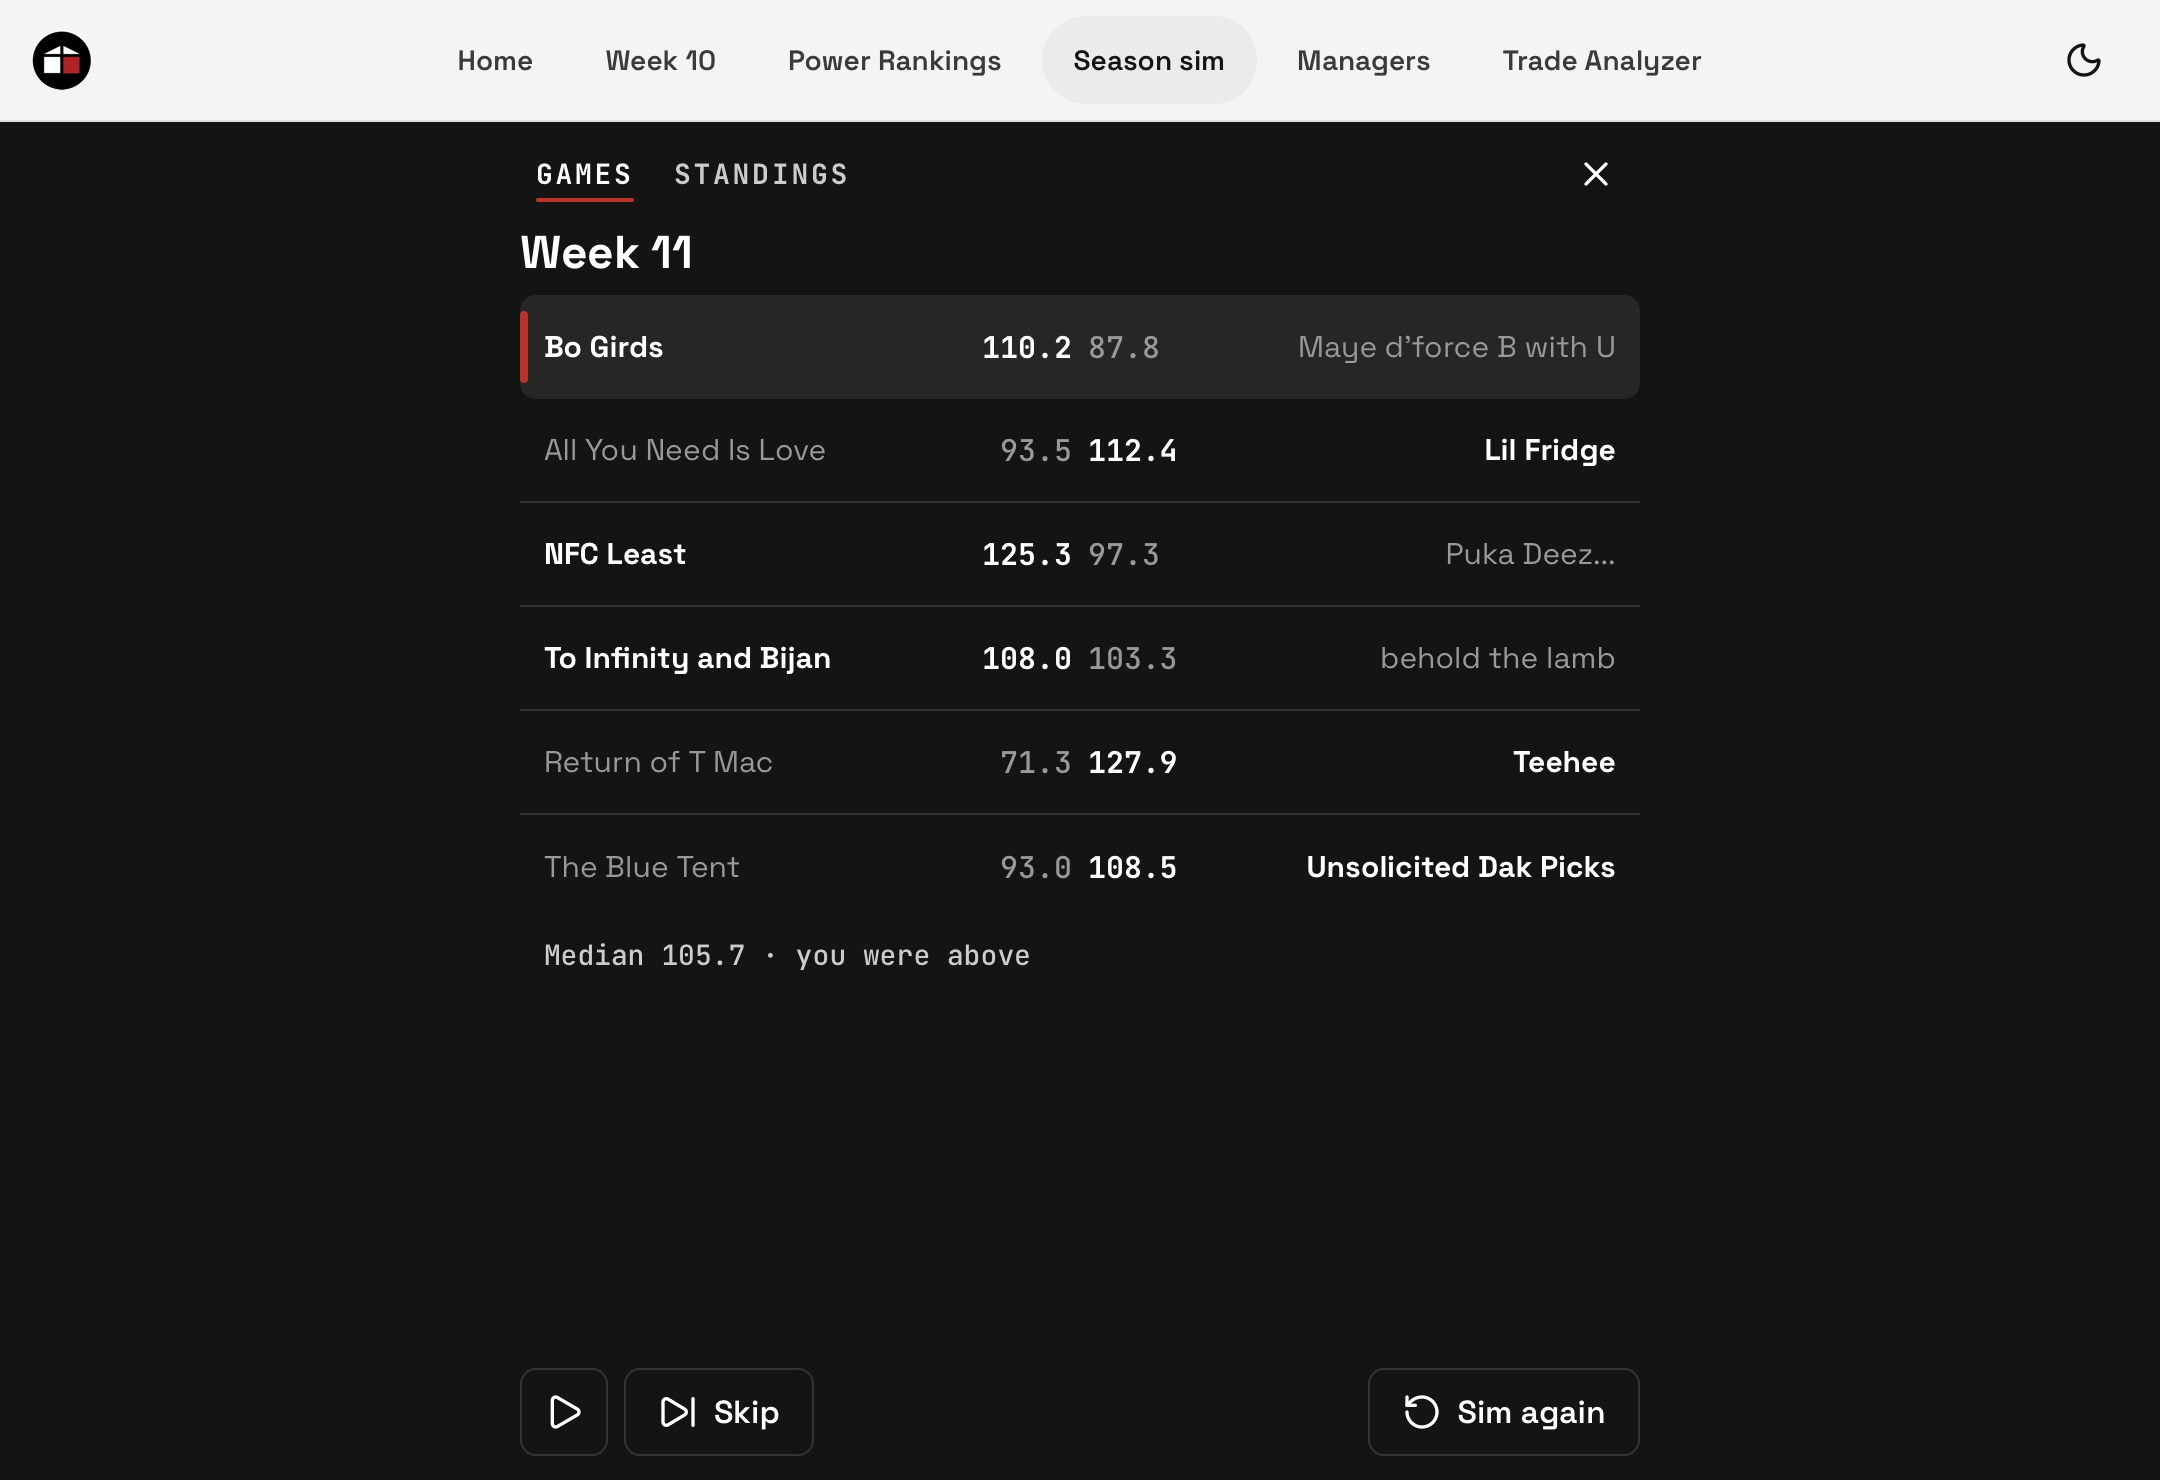 Home Week 10 Power Rankings Season sim Managers Trade Analyzer
GAMES STANDINGS
Week 11
Bo Girds 110.2 87.8 Maye d’force B with U
All You Need Is Love 93.5 112.4 Lil Fridge
NFC Least 125.3 97.3 Puka Deez...
To Infinity and Bijan 108.0 103.3 behold the lamb
Return of T Mac 71.3 127.9 Teehee
The Blue Tent 93.0 108.5 Unsolicited Dak Picks
Median 105.7 · you were above
Skip Sim again